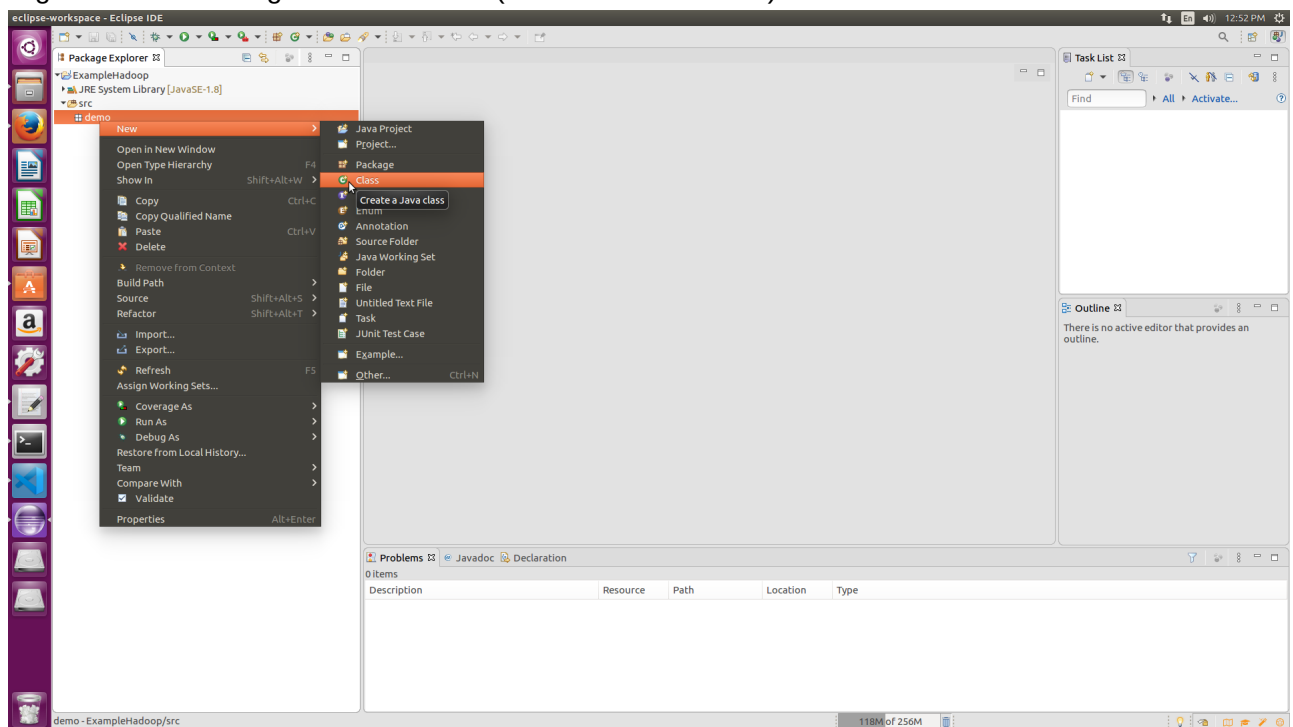 eclipse-workspace - Eclipse IDE
En
12:52 PM
Package Explorer
Task List
ExampleHadoop
JRE System Library [JavaSE-1.8]
src
demo
Find
All
Activate...
New
Open in New Window
Open Type Hierarchy F4
Show In Shift+Alt+W
Copy Ctrl+C
Copy Qualified Name
Paste Ctrl+V
Delete
Remove from Context
Build Path
Source Shift+Alt+S
Refactor Shift+Alt+T
Import...
Export...
Refresh F5
Assign Working Sets...
Coverage As
Run As
Debug As
Restore from Local History...
Team
Compare With
Validate
Properties Alt+Enter
Java Project
Project...
Package
Class
Create a Java class
Enum
Annotation
Source Folder
Java Working Set
Folder
File
Untitled Text File
Task
JUnit Test Case
Example...
Other... Ctrl+N
Outline
There is no active editor that provides an
outline.
Problems Javadoc Declaration
0 items
Description Resource Path Location Type
demo - ExampleHadoop/src
118M of 256M